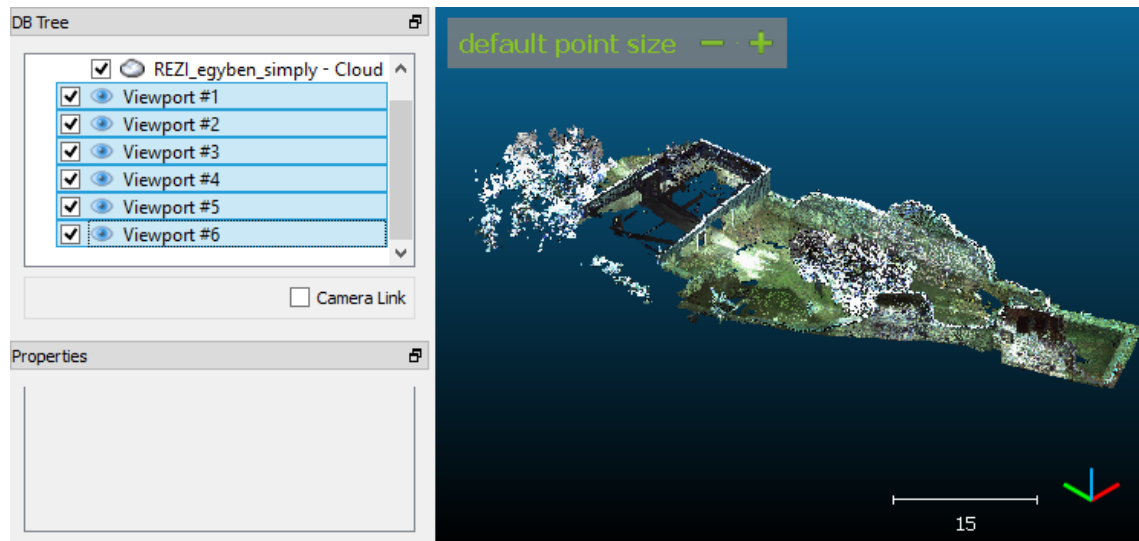 DB Tree
REZI_egyben_simply - Cloud
Viewport #1
Viewport #2
Viewport #3
Viewport #4
Viewport #5
Viewport #6
Camera Link
Properties
default point size
15